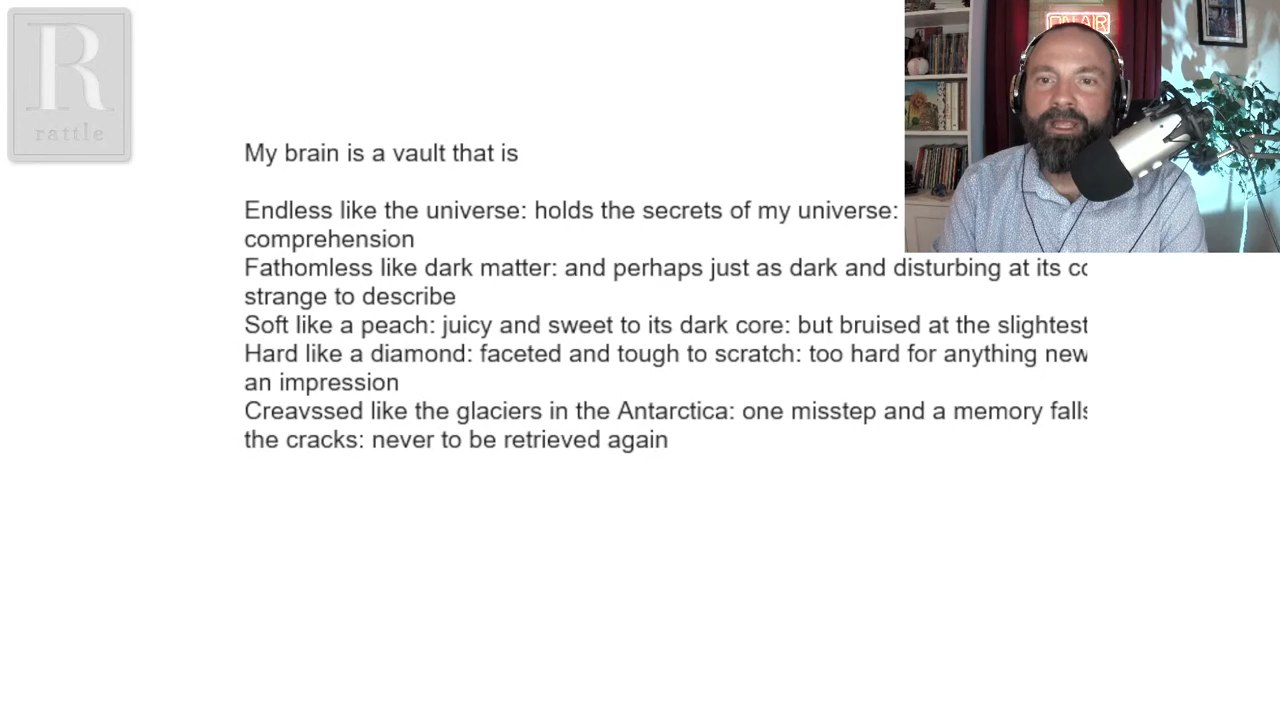 R
rattle
ON AIR
My brain is a vault that is
Endless like the universe: holds the secrets of my universe:
comprehension
Fathomless like dark matter: and perhaps just as dark and disturbing at its
strange to describe
Soft like a peach: juicy and sweet to its dark core: but bruised at the slightest
Hard like a diamond: faceted and tough to scratch: too hard for anything new
an impression
Creavssed like the glaciers in the Antarctica: one misstep and a memory falls
the cracks: never to be retrieved again